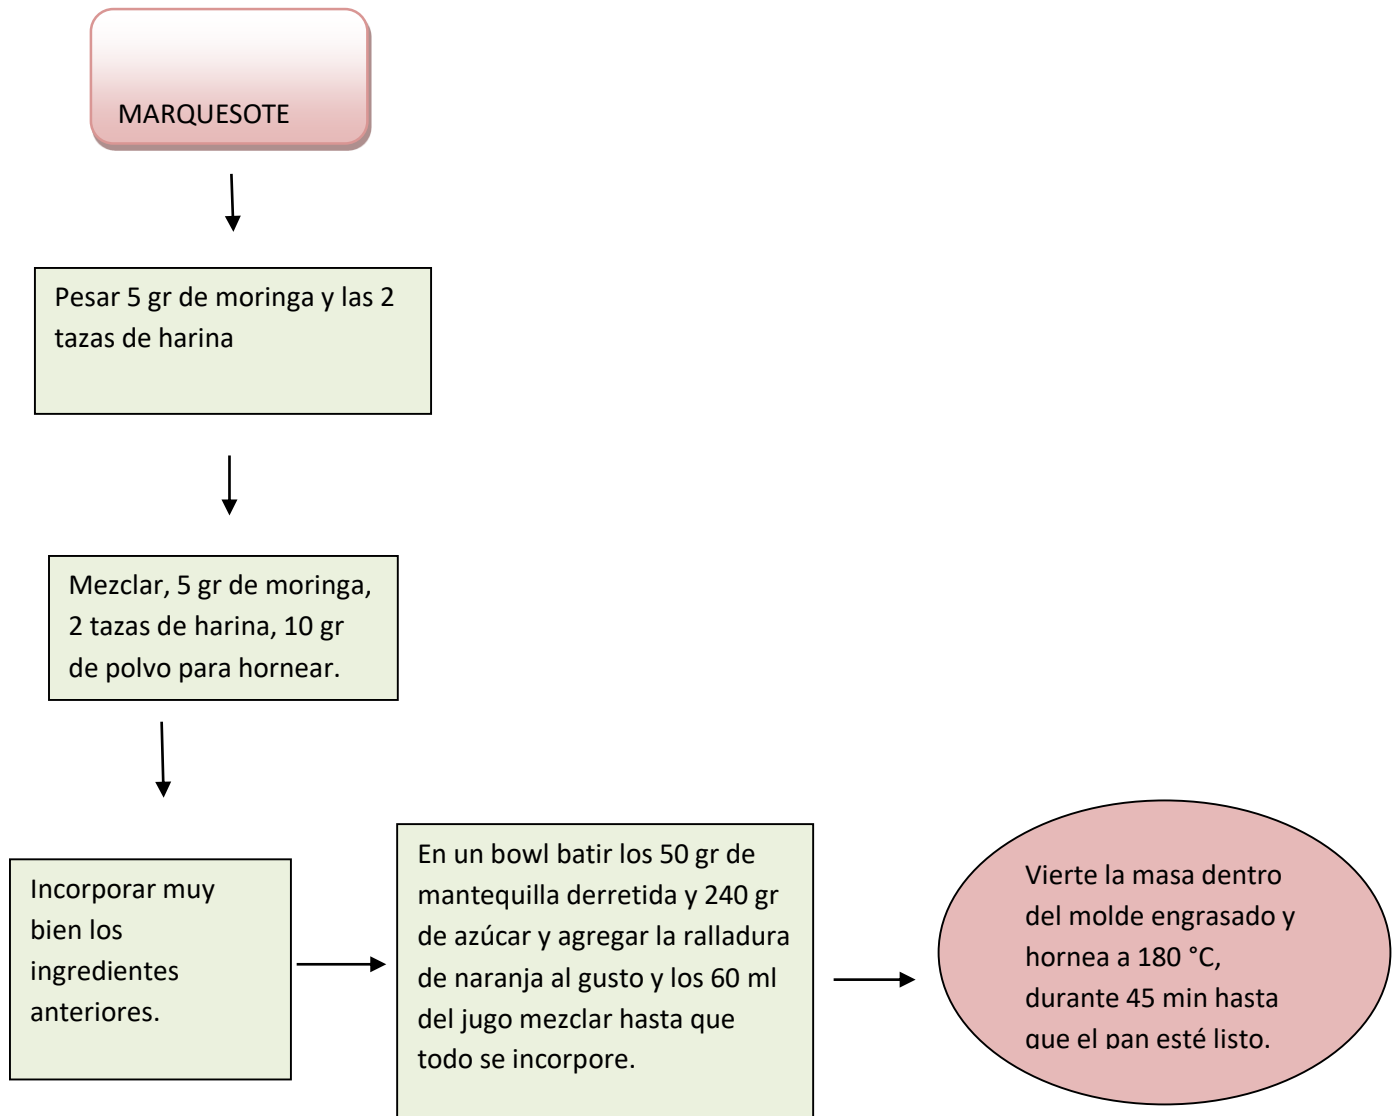 MARQUESOTE
Pesar 5 gr de moringa y las 2
tazas de harina
Mezclar, 5 gr de moringa,
2 tazas de harina, 10 gr
de polvo para hornear.
Incorporar muy
bien los
ingredientes
anteriores.
En un bowl batir los 50 gr de
mantequilla derretida y 240 gr
de azúcar y agregar la ralladura
de naranja al gusto y los 60 ml
del jugo mezclar hasta que
todo se incorpore.
Vierte la masa dentro
del molde engrasado y
hornea a 180 °C,
durante 45 min hasta
que el pan esté listo.